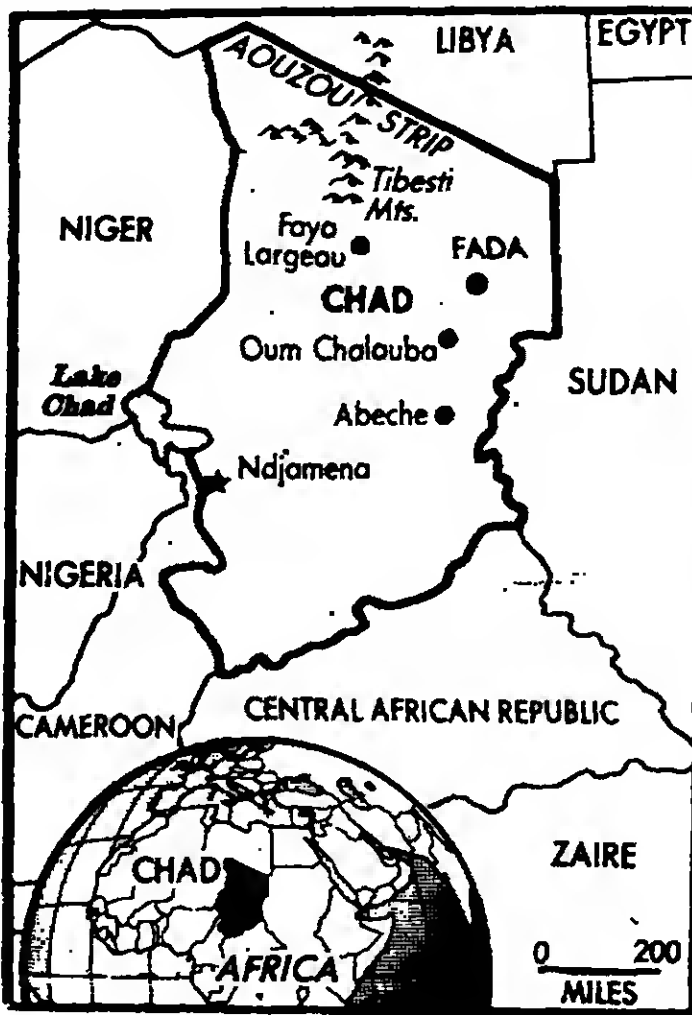 LIBYA
EGYPT
AOUZOU STRIP
Tibesti
Mts.
NIGER
Faya
Largeau
FADA
CHAD
Oum Chalouba
SUDAN
Lake
Chad
Abeche
Ndjamena
NIGERIA
CAMEROON
CENTRAL AFRICAN REPUBLIC
CHAD
ZAIRE
AFRICA
0 200
MILES